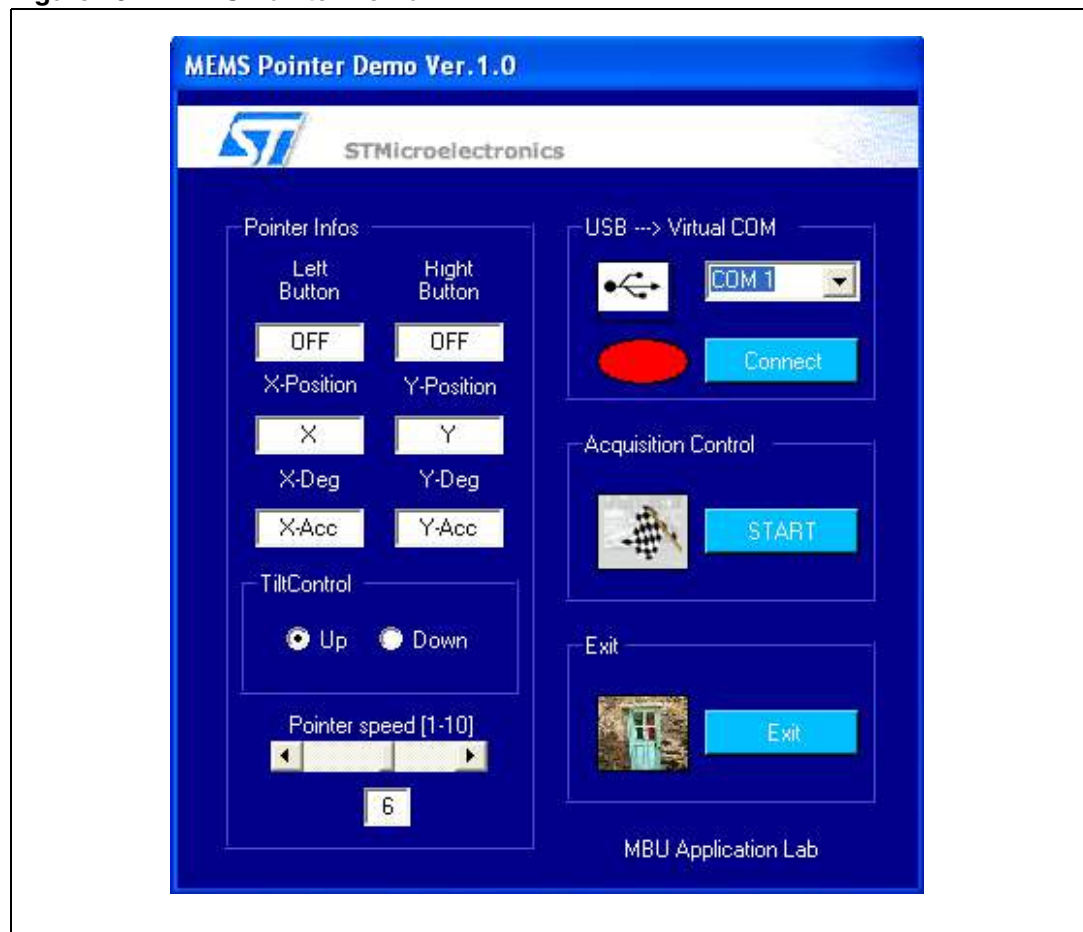 MEMS Pointer Demo Ver.1.0
ST
STMicroelectronics
Pointer Infos
Left Button
Right Button
OFF
OFF
X-Position
Y-Position
X
Y
X-Deg
Y-Deg
X-Acc
Y-Acc
TiltControl
Up
Down
Pointer speed [1-10]
6
USB ---> Virtual COM
COM 1
Connect
Acquisition Control
START
Exit
Exit
MBU Application Lab